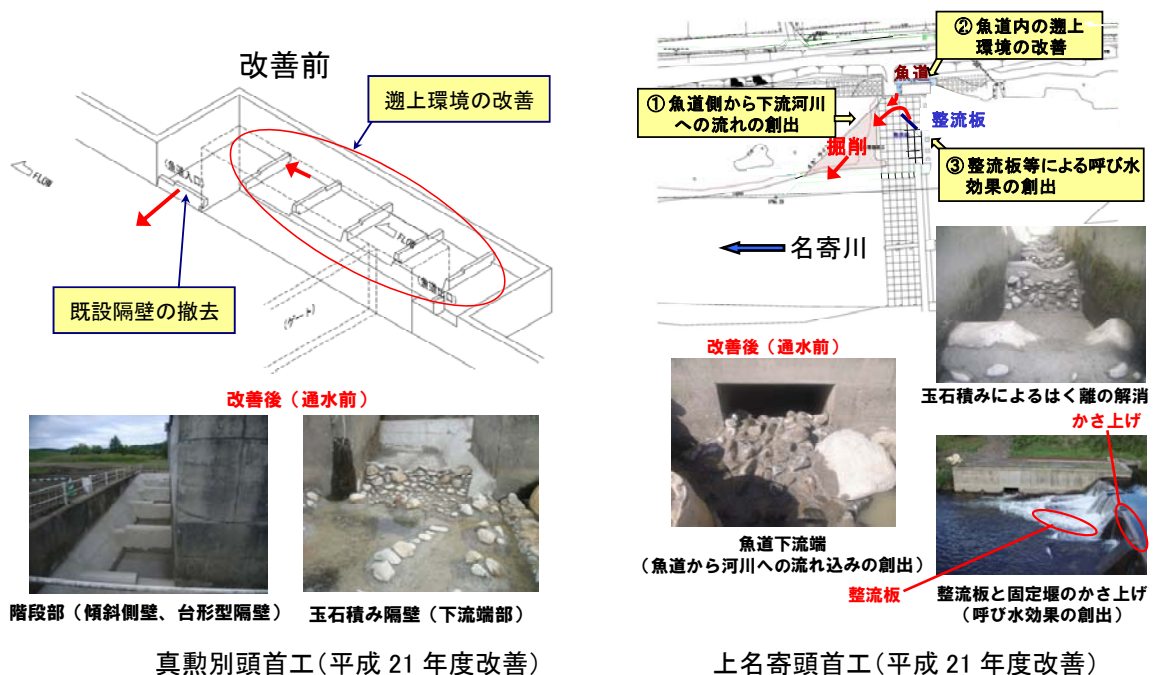 改善前
遡上環境の改善
FLOW
FLOW
既設隔壁の撤去
(ゲート)
改善後(通水前)
階段部(傾斜側壁、台形型隔壁)
玉石積み隔壁(下流端部)
真勲別頭首工(平成 21 年度改善)
②魚道内の遡上
環境の改善
魚道
①魚道側から下流河川
への流れの創出
整流板
掘削
③整流板等による呼び水
効果の創出
名寄川
改善後(通水前)
玉石積みによるはく離の解消
かさ上げ
魚道下流端
(魚道から河川への流れ込みの創出)
整流板
整流板と固定堰のかさ上げ
(呼び水効果の創出)
上名寄頭首工(平成 21 年度改善)